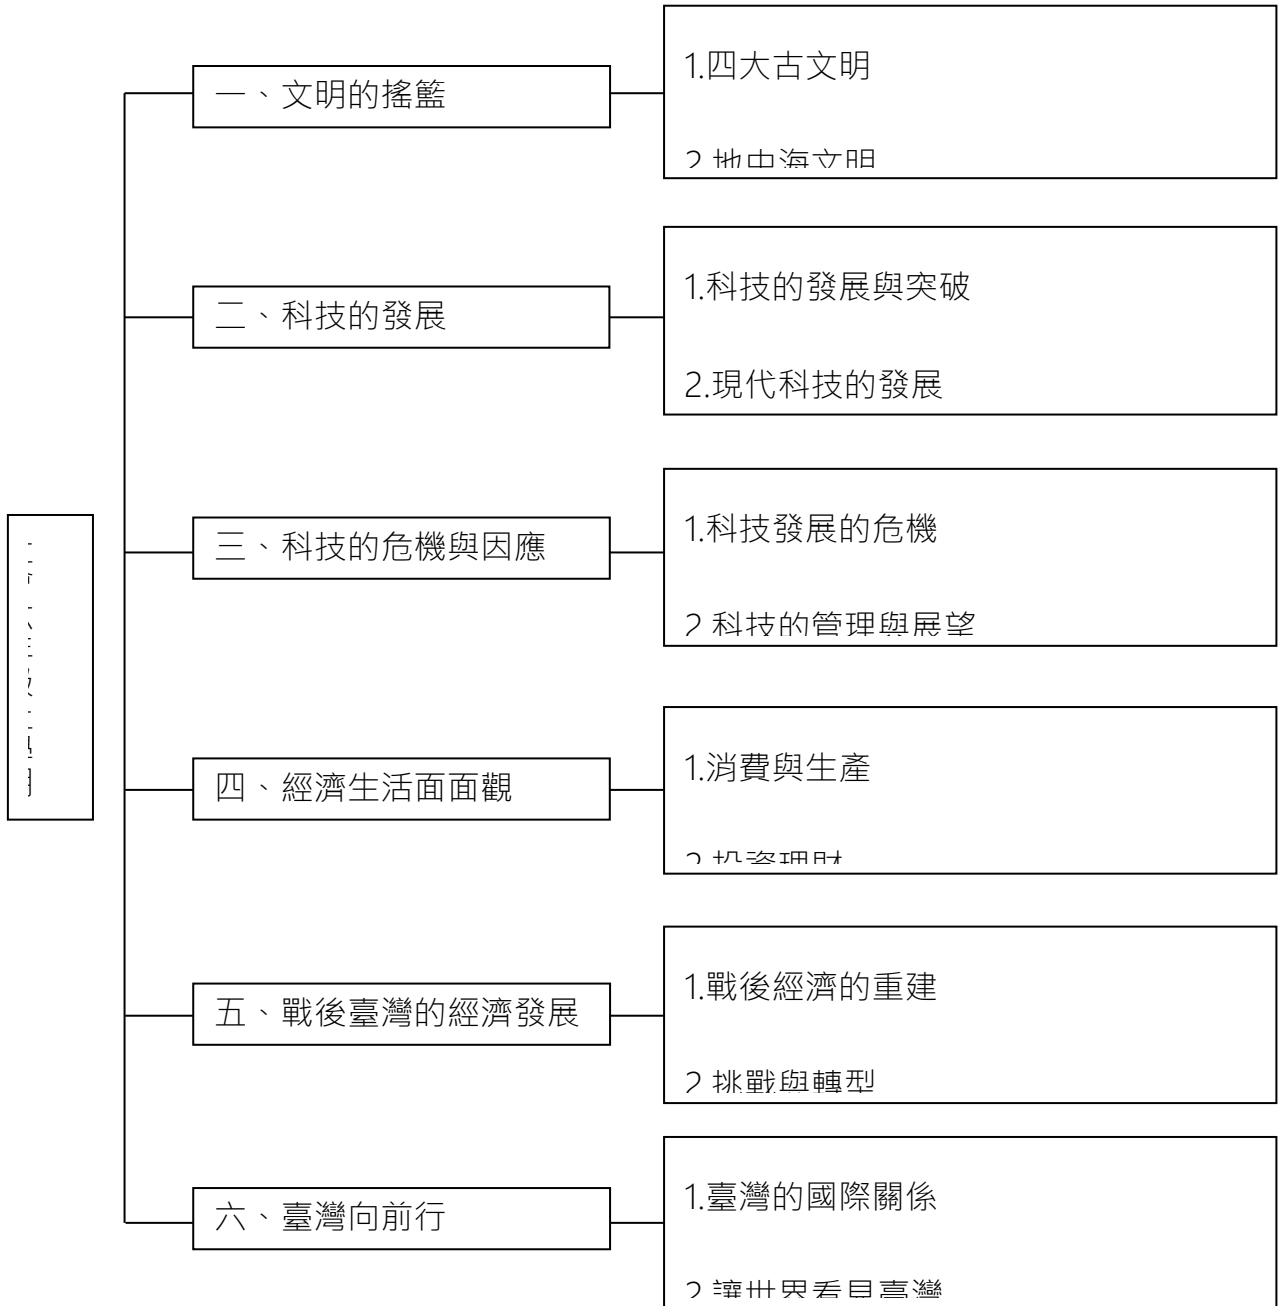 一、文明的搖籃
1.四大古文明
2.地中海文明
二、科技的發展
1.科技的發展與突破
2.現代科技的發展
三、科技的危機與因應
1.科技發展的危機
2.科技的管理與展望
四、經濟生活面面觀
1.消費與生產
2.投資理財
五、戰後臺灣的經濟發展
1.戰後經濟的重建
2.挑戰與轉型
六、臺灣向前行
1.臺灣的國際關係
2.讓世界看見臺灣